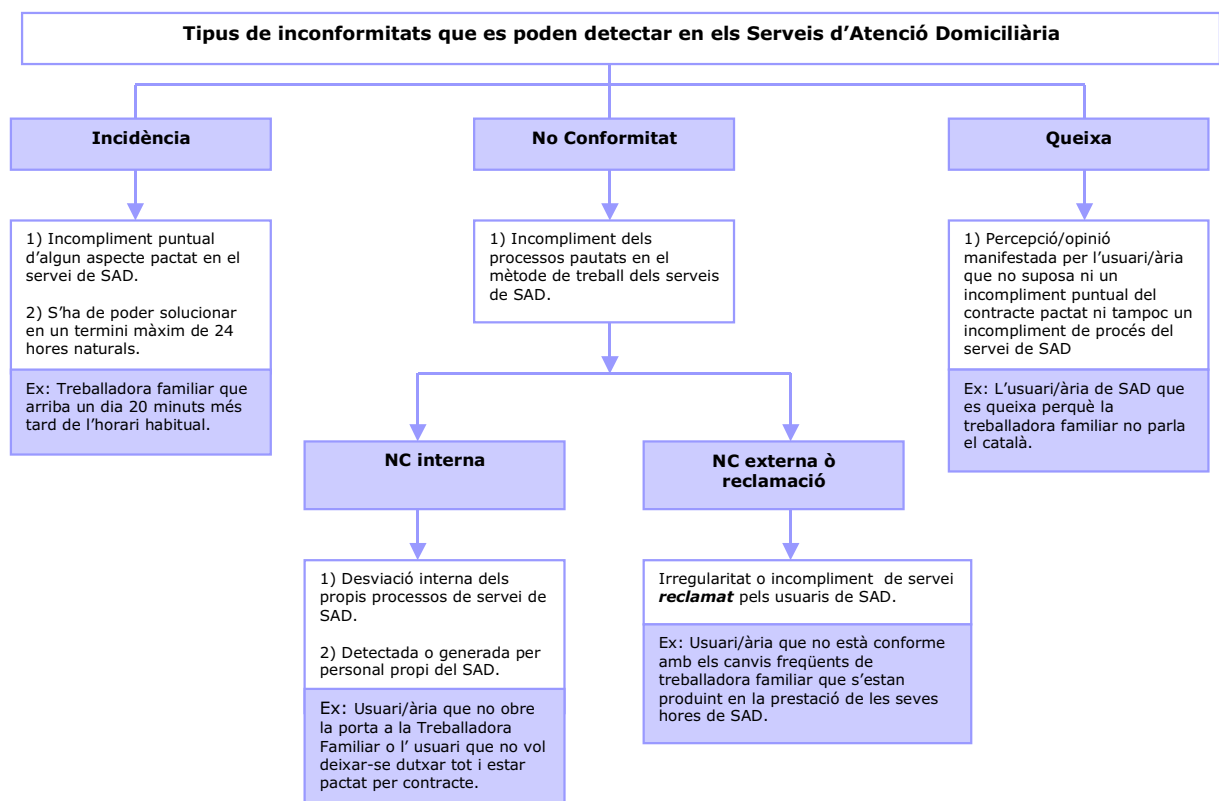 Tipus de inconformitats que es poden detectar en els Serveis d’Atenció Domiciliària
Incidència
No Conformitat
Queixa
1) Incompliment puntual
d’algun aspecte pactat en el
servei de SAD.
2) S’ha de poder solucionar
en un termini màxim de 24
hores naturals.
Ex: Treballadora familiar que
arriba un dia 20 minuts més
tard de l’horari habitual.
1) Incompliment dels
processos pautats en el
mètode de treball dels serveis
de SAD.
1) Percepció/opinió
manifestada per l’usuari/ària
que no suposa ni un
incompliment puntual del
contracte pactat ni tampoc un
incompliment de procés del
servei de SAD
Ex: L’usuari/ària de SAD que
es queixa perquè la
treballadora familiar no parla
el català.
NC interna
NC externa ò
reclamació
1) Desviació interna dels
propis processos de servei de
SAD.
2) Detectada o generada per
personal propi del SAD.
Ex: Usuari/ària que no obre
la porta a la Treballadora
Familiar o l’ usuari que no vol
deixar-se dutxar tot i estar
pactat per contracte.
Irregularitat o incompliment de servei
reclamat pels usuaris de SAD.
Ex: Usuari/ària que no està conforme
amb els canvis freqüents de
treballadora familiar que s’estan
produint en la prestació de les seves
hores de SAD.